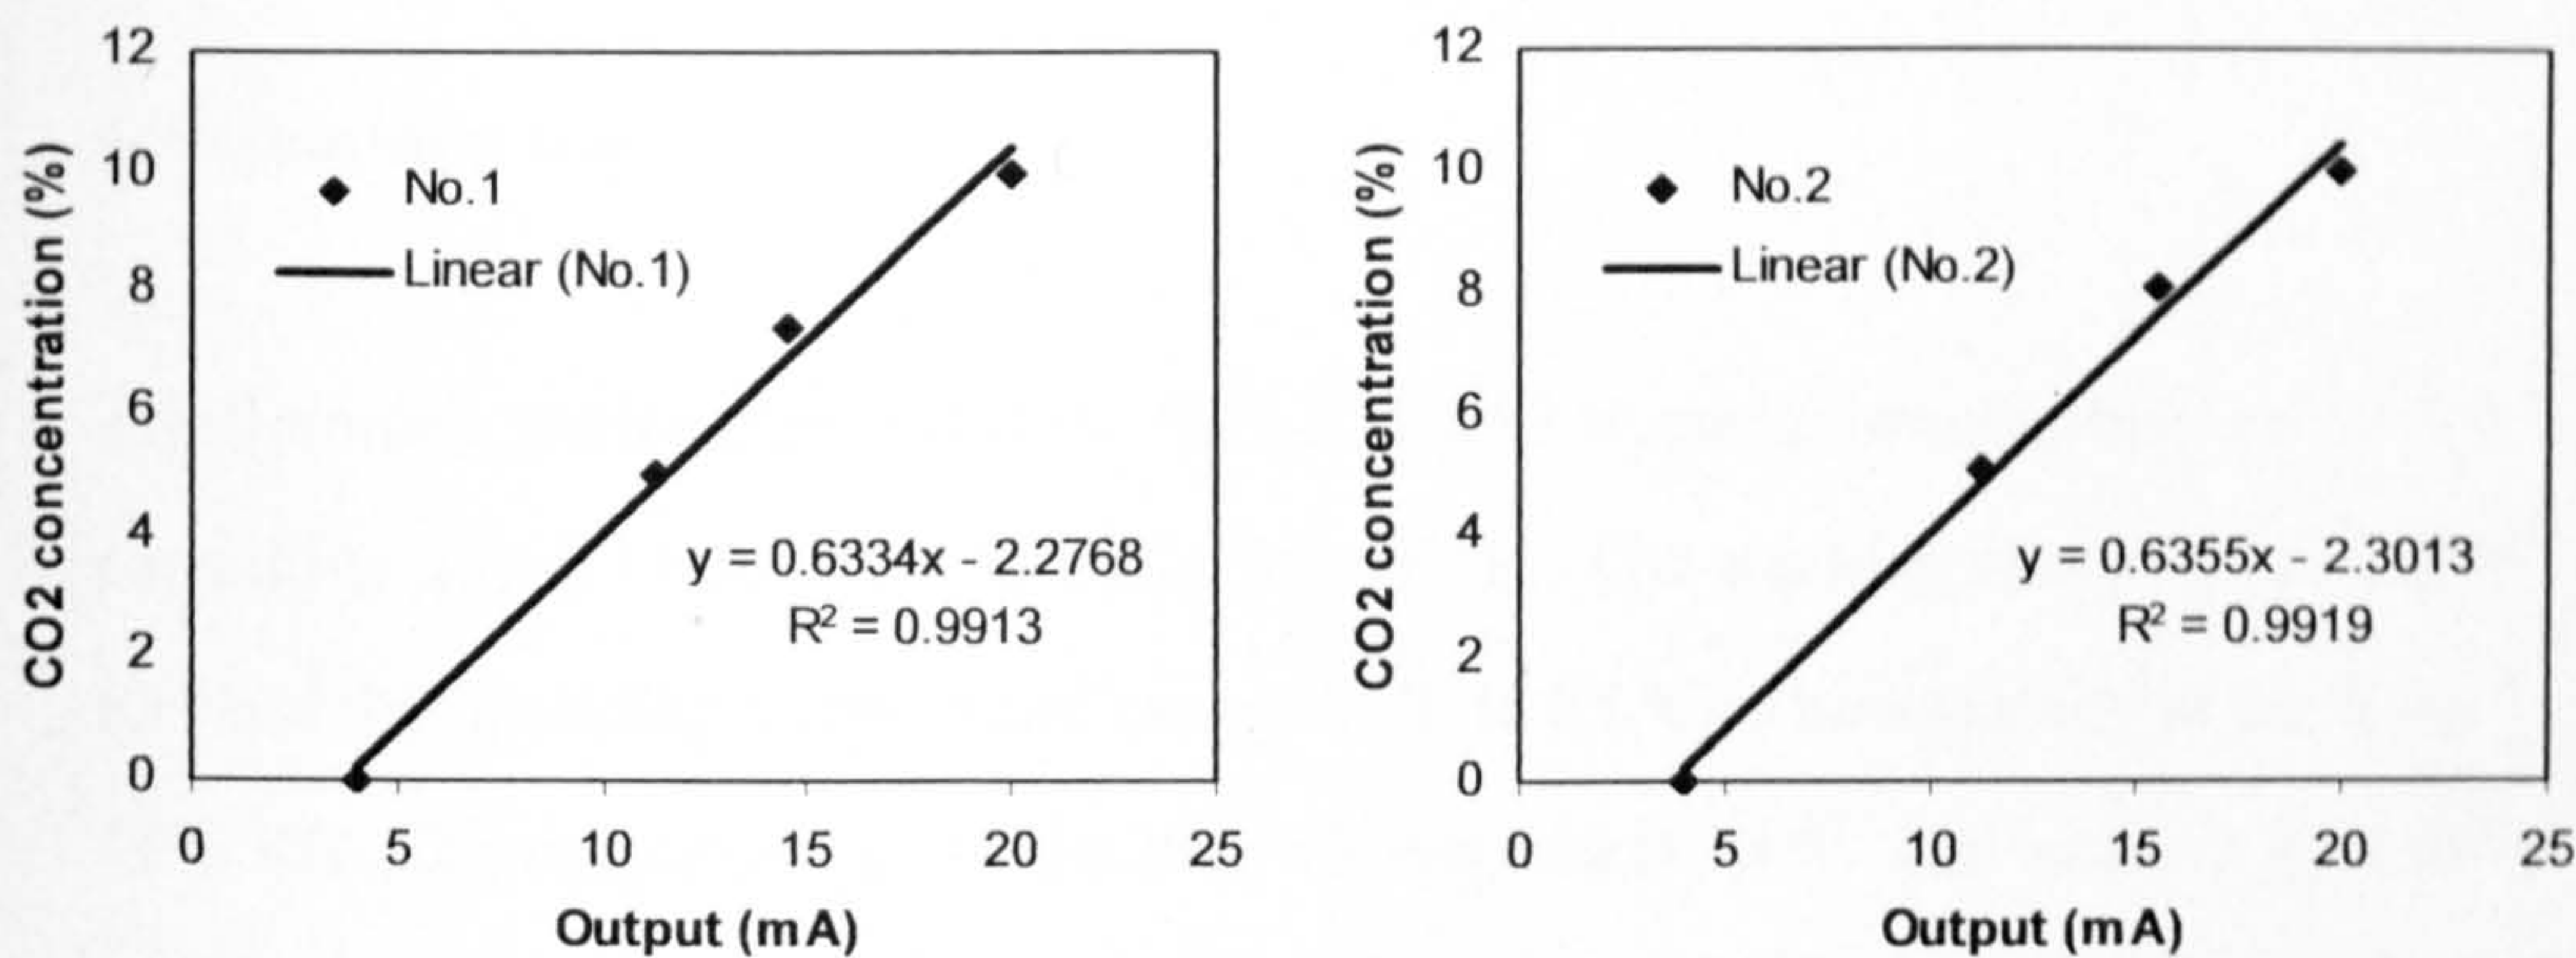 12
10
8
6
4
2
0
CO2 concentration (%)
No.1
Linear (No.1)
y = 0.6334x - 2.2768
R² = 0.9913
0 5 10 15 20 25
Output (mA)
12
10
8
6
4
2
0
CO2 concentration (%)
No.2
Linear (No.2)
y = 0.6355x - 2.3013
R² = 0.9919
0 5 10 15 20 25
Output (mA)